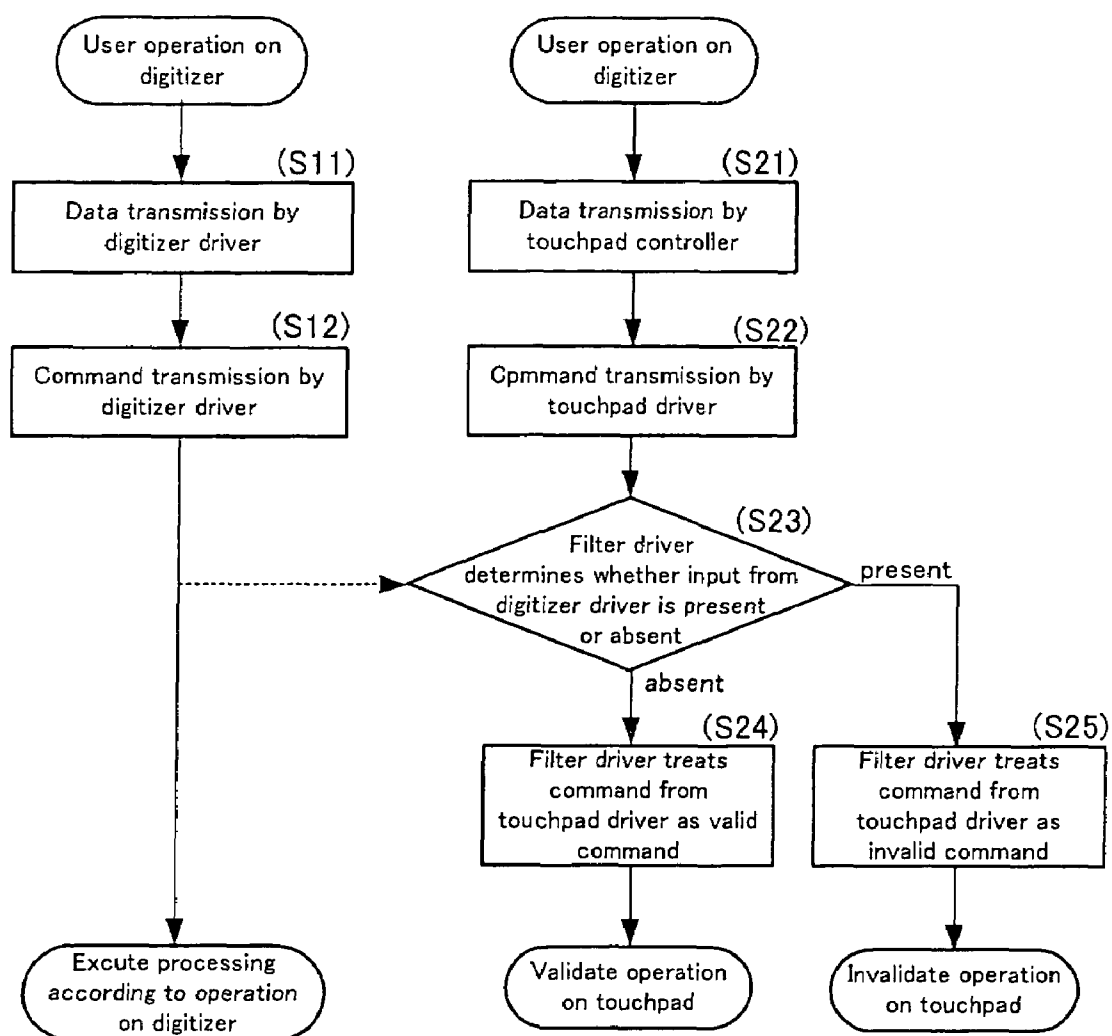 User operation on
digitizer
User operation on
digitizer
(S11)
Data transmission by
digitizer driver
(S21)
Data transmission by
touchpad controller
(S12)
Command transmission by
digitizer driver
(S22)
Cpmmand transmission by
touchpad driver
(S23)
Filter driver
determines whether input from
digitizer driver is present
or absent
present
absent
(S24)
Filter driver treats
command from
touchpad driver as valid
command
(S25)
Filter driver treats
command from
touchpad driver as
invalid command
Excute processing
according to operation
on digitizer
Validate operation
on touchpad
Invalidate operation
on touchpad